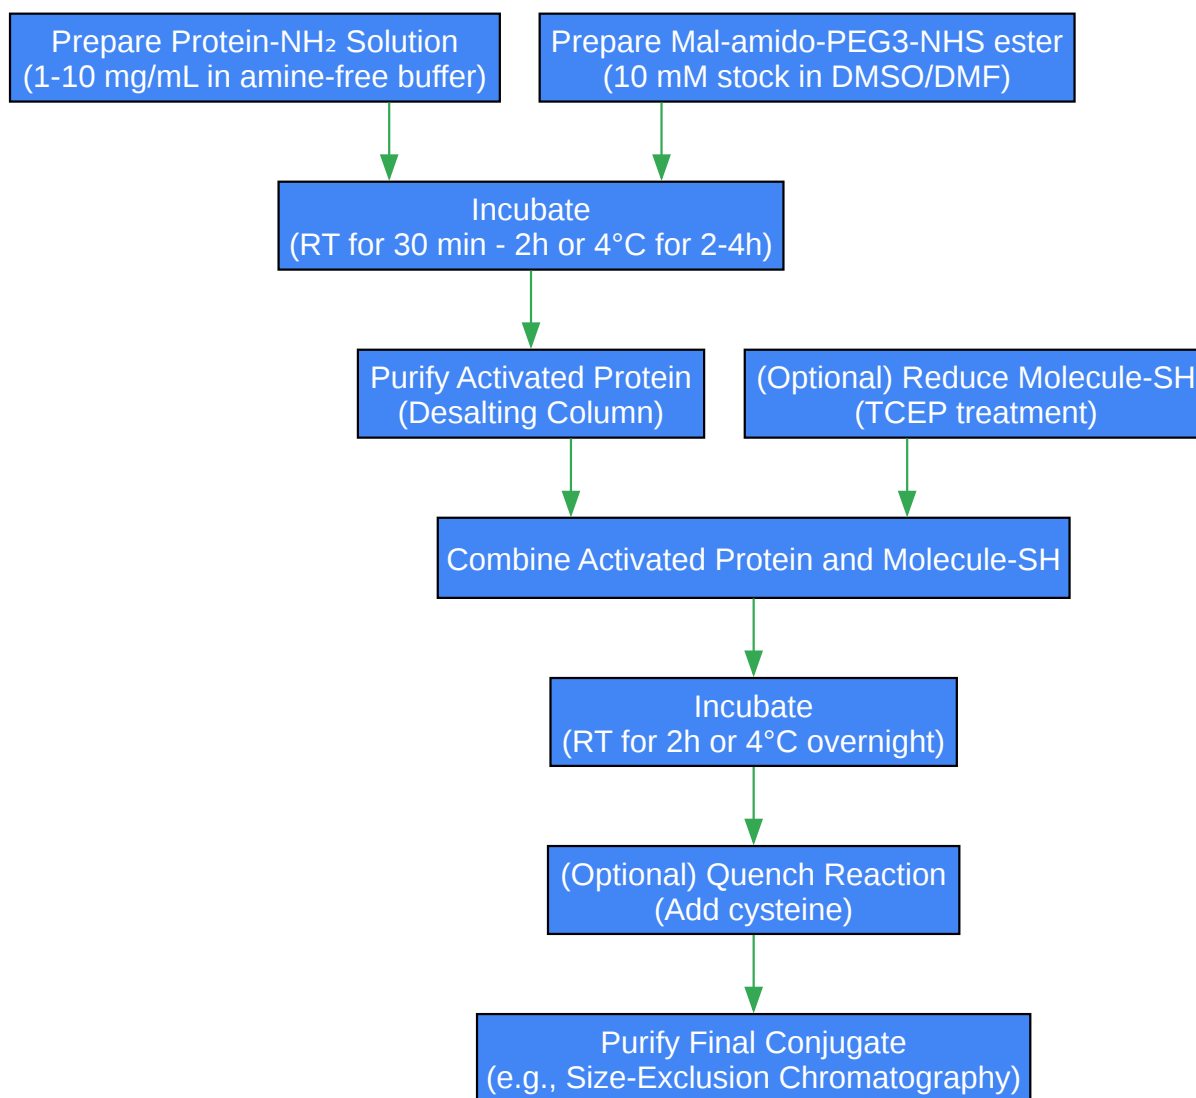 Prepare Protein-NH₂ Solution
(1-10 mg/mL in amine-free buffer)
Prepare Mal-amido-PEG3-NHS ester
(10 mM stock in DMSO/DMF)
Incubate
(RT for 30 min - 2h or 4°C for 2-4h)
Purify Activated Protein
(Desalting Column)
(Optional) Reduce Molecule-SH
(TCEP treatment)
Combine Activated Protein and Molecule-SH
Incubate
(RT for 2h or 4°C overnight)
(Optional) Quench Reaction
(Add cysteine)
Purify Final Conjugate
(e.g., Size-Exclusion Chromatography)